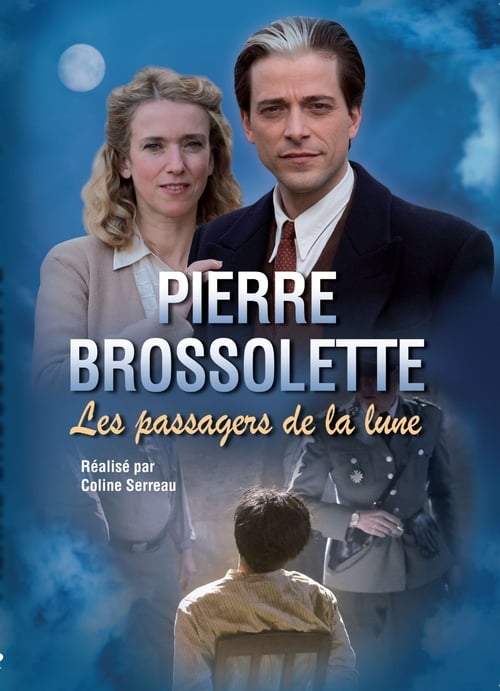 PIERRE
BROSSOLETTE
Les passagers de la lune
Réalisé par
Coline Serreau